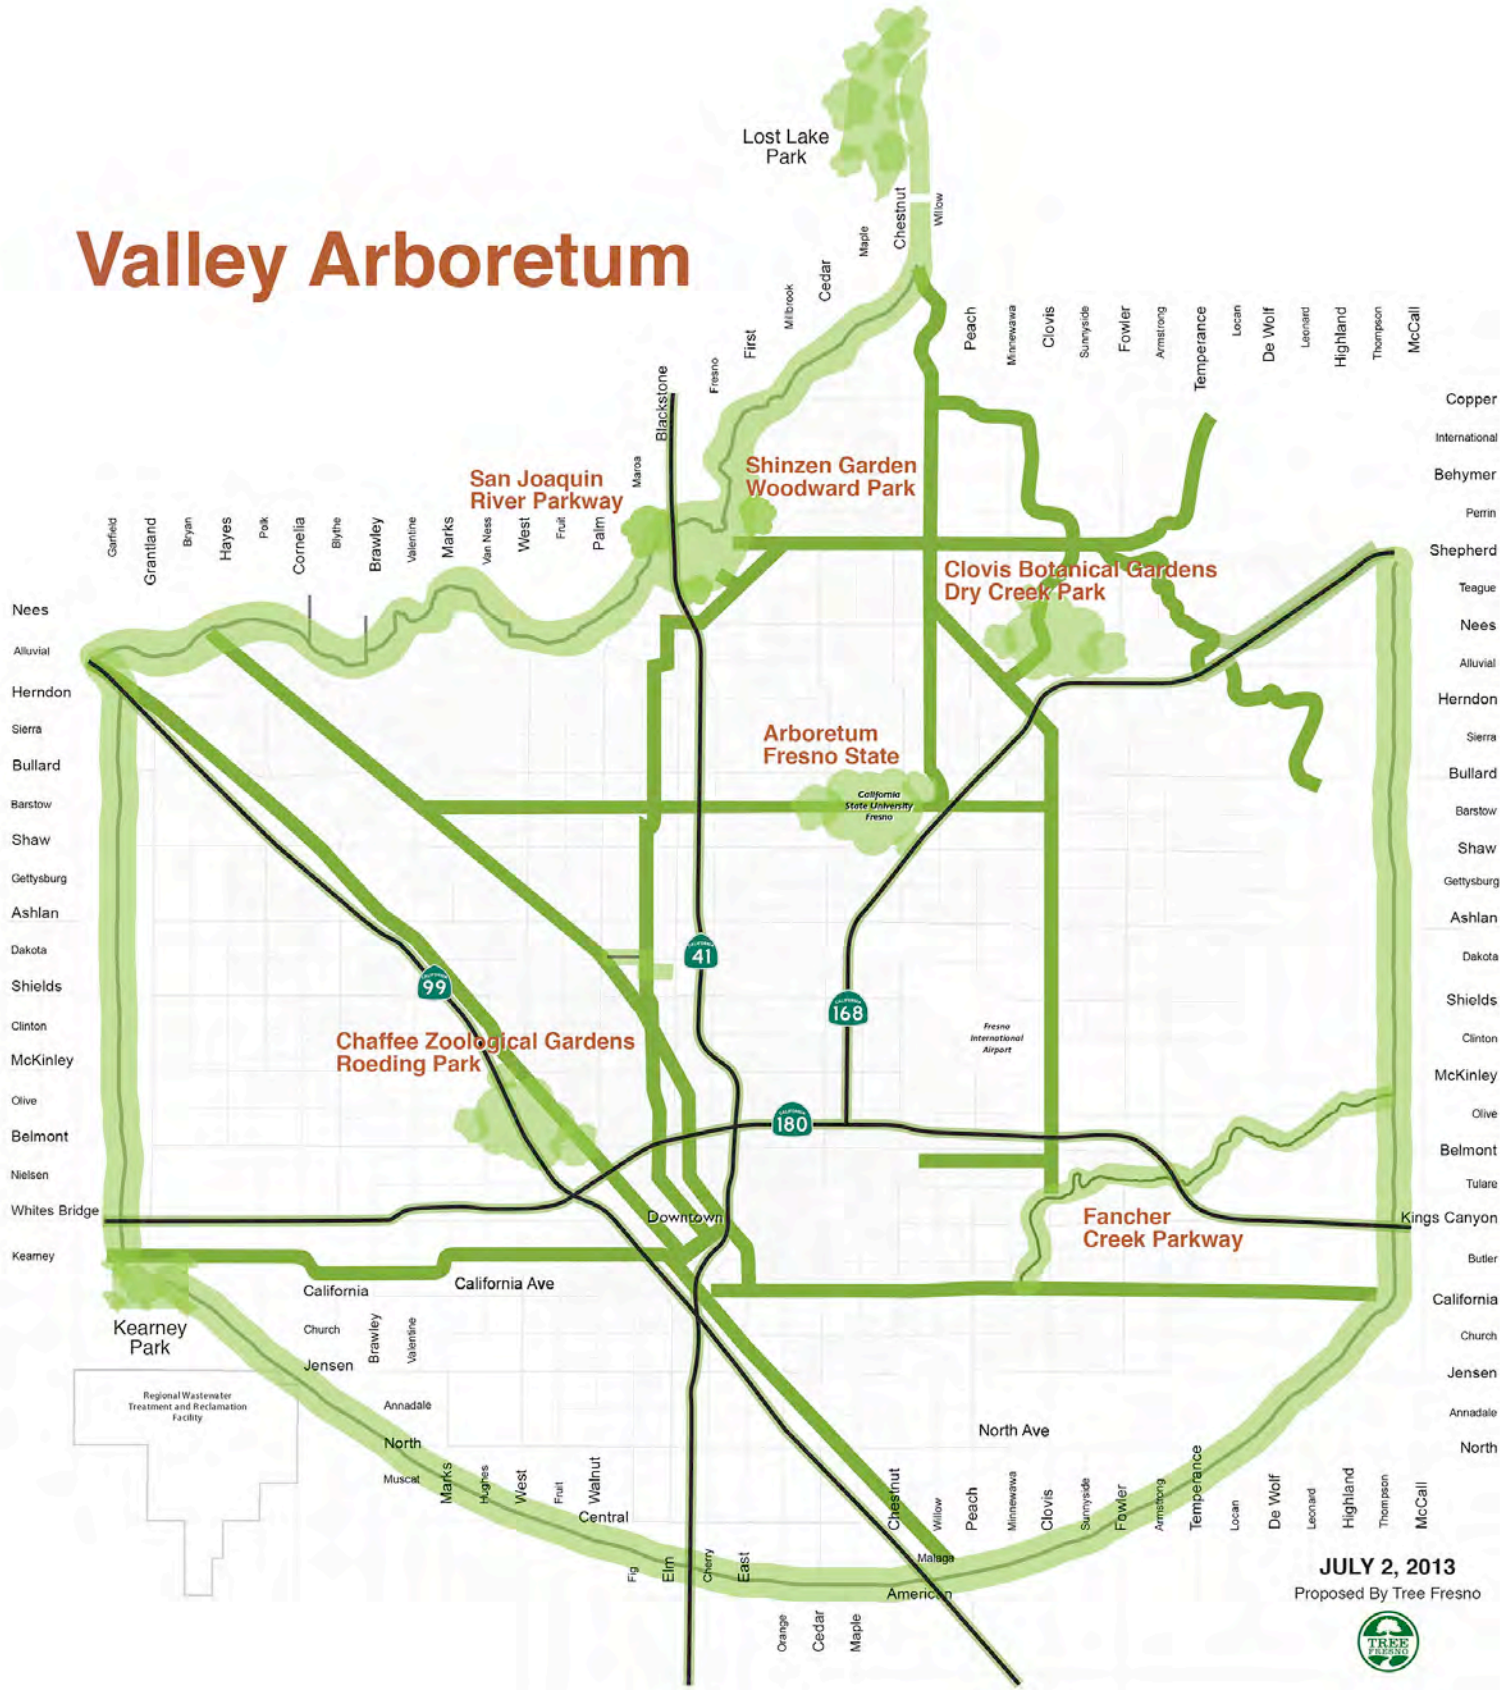 Lost Lake
Park
Valley Arboretum
Chestnut
Willow
Maple
Cedar
Millbrook
First
Fresno
Blackstone
Maroa
Peach
Minnewawa
Clovis
Sunnyside
Fowler
Armstrong
Temperance
Locan
De Wolf
Leonard
Highland
Thompson
McCall
San Joaquin
River Parkway
Shinzen Garden
Woodward Park
Garfield
Grantland
Bryan
Hayes
Polk
Cornelia
Blythe
Brawley
Valentine
Marks
Van Ness
West
Fruit
Palm
Copper
International
Behymer
Perrin
Shepherd
Teague
Nees
Alluvial
Herndon
Sierra
Bullard
Barstow
Shaw
Gettysburg
Ashlan
Dakota
Shields
Clinton
McKinley
Olive
Belmont
Tulare
Kings Canyon
Butler
California
Church
Jensen
Annadale
North
Nees
Alluvial
Herndon
Sierra
Bullard
Barstow
Shaw
Gettysburg
Ashlan
Dakota
Shields
Clinton
McKinley
Olive
Belmont
Nielsen
Whites Bridge
Kearney
Clovis Botanical Gardens
Dry Creek Park
Arboretum
Fresno State
California
State University
Fresno
CALIFORNIA
41
CALIFORNIA
99
CALIFORNIA
168
CALIFORNIA
180
Fresno
International
Airport
Chaffee Zoological Gardens
Roeding Park
Downtown
Fancher
Creek Parkway
California Ave
California
Church
Jensen
Brawley
Valentine
Kearney
Park
Regional Wastewater
Treatment and Reclamation
Facility
Annadale
North
Muscat
Marks
Hughes
West
Fruit
Walnut
Central
Fig
Elm
Cherry
East
Orange
Cedar
Maple
North Ave
Chestnut
Willow
Peach
Minnewawa
Clovis
Sunnyside
Fowler
Armstrong
Temperance
Locan
De Wolf
Leonard
Highland
Thompson
McCall
Malaga
American
JULY 2, 2013
Proposed By Tree Fresno
TREE
FRESNO